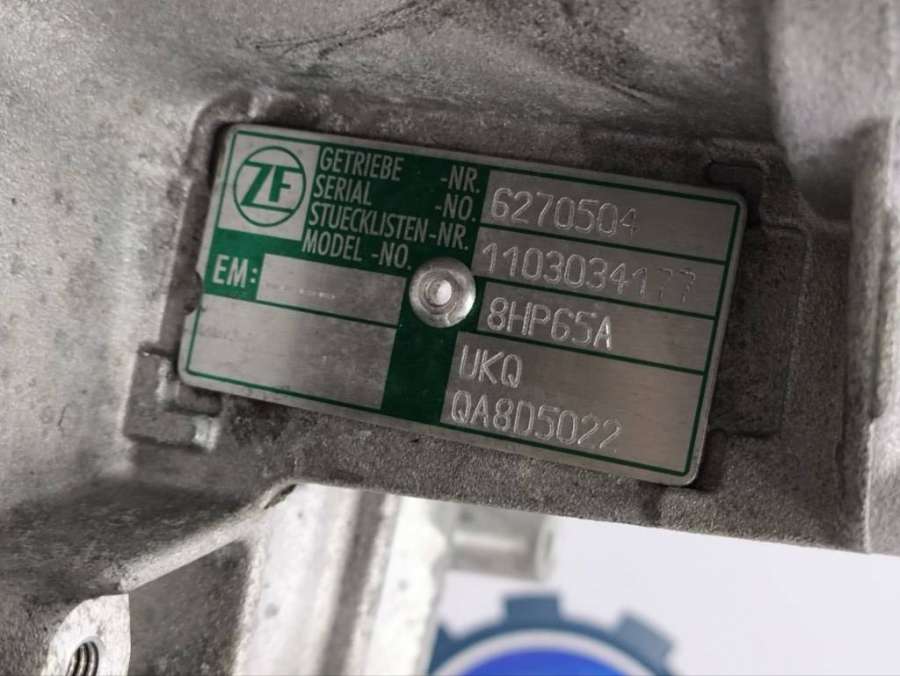 ZF
GETRIEBE -NR.
SERIAL -NO.
STUECKLISTEN-NR.
MODEL -NO.
6270504
1103034177
EM:
8HP65A
UKQ
QA8D5022